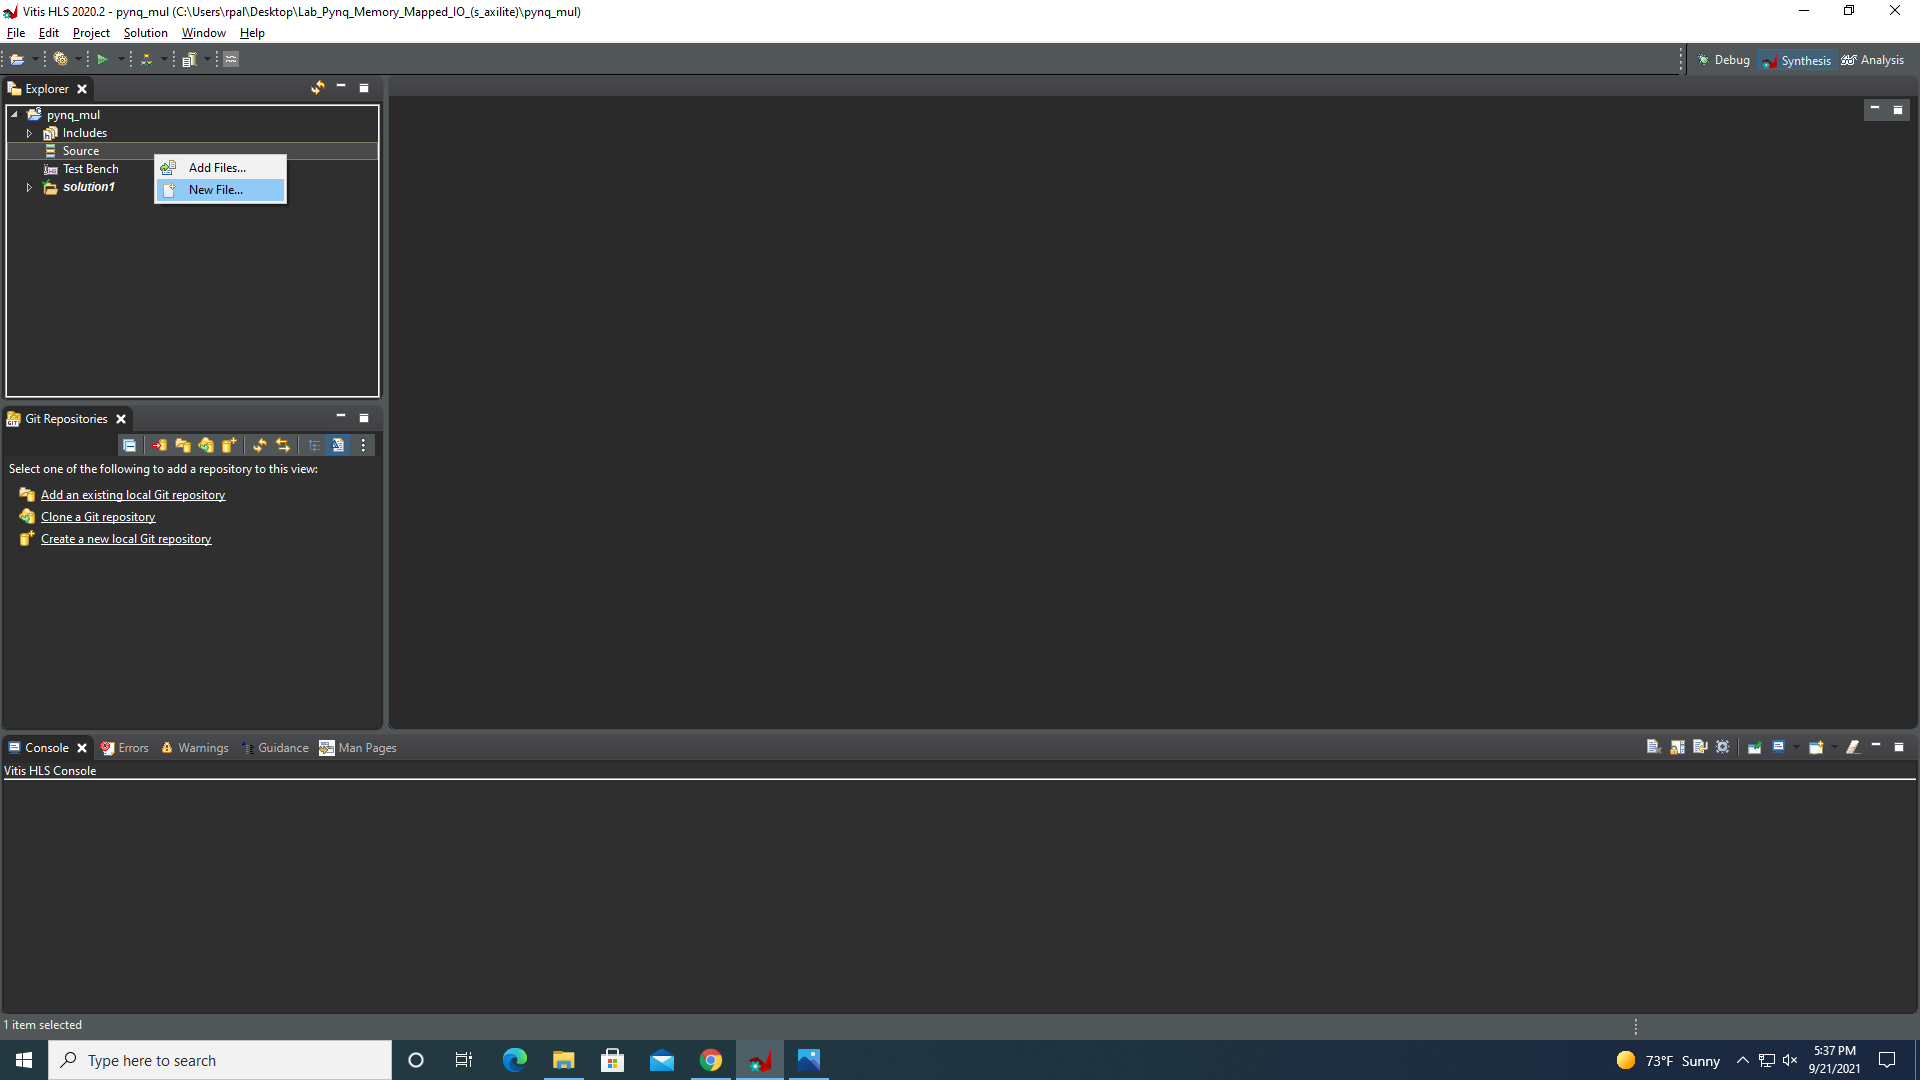 Vitis HLS 2020.2 - pynq_mul (C:\Users\rpal\Desktop\Lab_Pynq_Memory_Mapped_IO_(s_axilite)\pynq_mul)
File Edit Project Solution Window Help
Debug Synthesis Analysis
Explorer
pynq_mul
Includes
Source
Test Bench
solution1
Add Files...
New File...
Git Repositories
Select one of the following to add a repository to this view:
Add an existing local Git repository
Clone a Git repository
Create a new local Git repository
Console Errors Warnings Guidance Man Pages
Vitis HLS Console
1 item selected
Type here to search
73°F Sunny
5:37 PM
9/21/2021